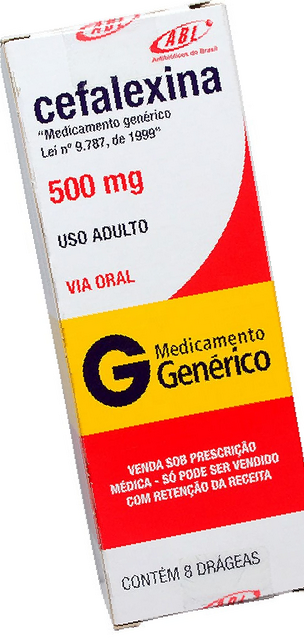 ABL
Antibióticos do Brasil
cefalexina
"Medicamento genérico
Lei nº 9.787, de 1999"
500 mg
USO ADULTO
VIA ORAL
G Medicamento
Genérico
VENDA SOB PRESCRIÇÃO
MÉDICA - SÓ PODE SER VENDIDO
COM RETENÇÃO DA RECEITA
CONTÉM 8 DRÁGEAS
ABL